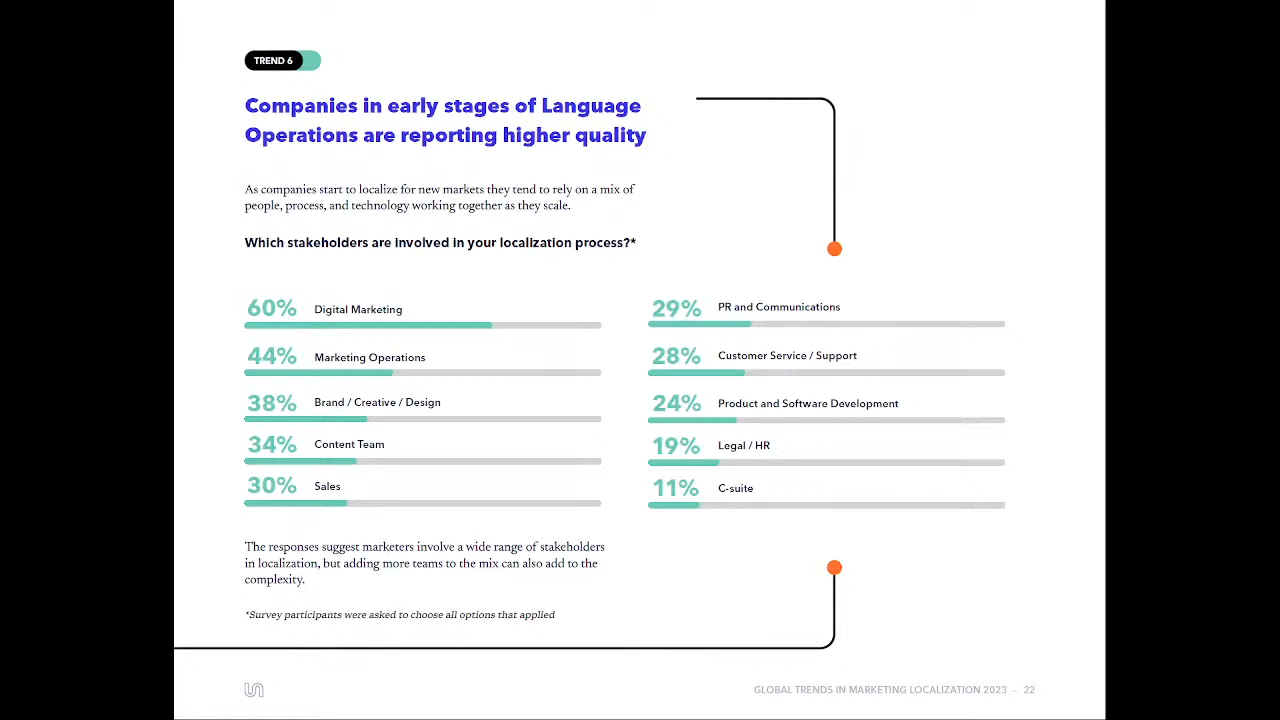 TREND 6
Companies in early stages of Language
Operations are reporting higher quality
As companies start to localize for new markets they tend to rely on a mix of
people, process, and technology working together as they scale.
Which stakeholders are involved in your localization process?*
60% Digital Marketing
44% Marketing Operations
38% Brand / Creative / Design
34% Content Team
30% Sales
29% PR and Communications
28% Customer Service / Support
24% Product and Software Development
19% Legal / HR
11% C-suite
The responses suggest marketers involve a wide range of stakeholders
in localization, but adding more teams to the mix can also add to the
complexity.
*Survey participants were asked to choose all options that applied
GLOBAL TRENDS IN MARKETING LOCALIZATION 2023 – 22